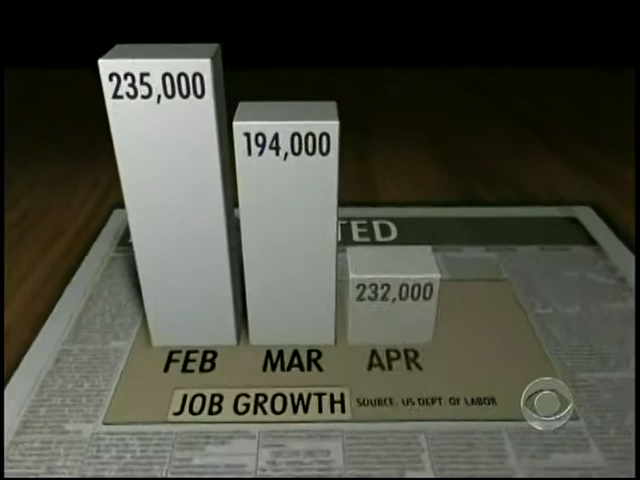 235,000
194,000
TED
232,000
FEB MAR APR
JOB GROWTH SOURCE: US DEPT. OF LABOR